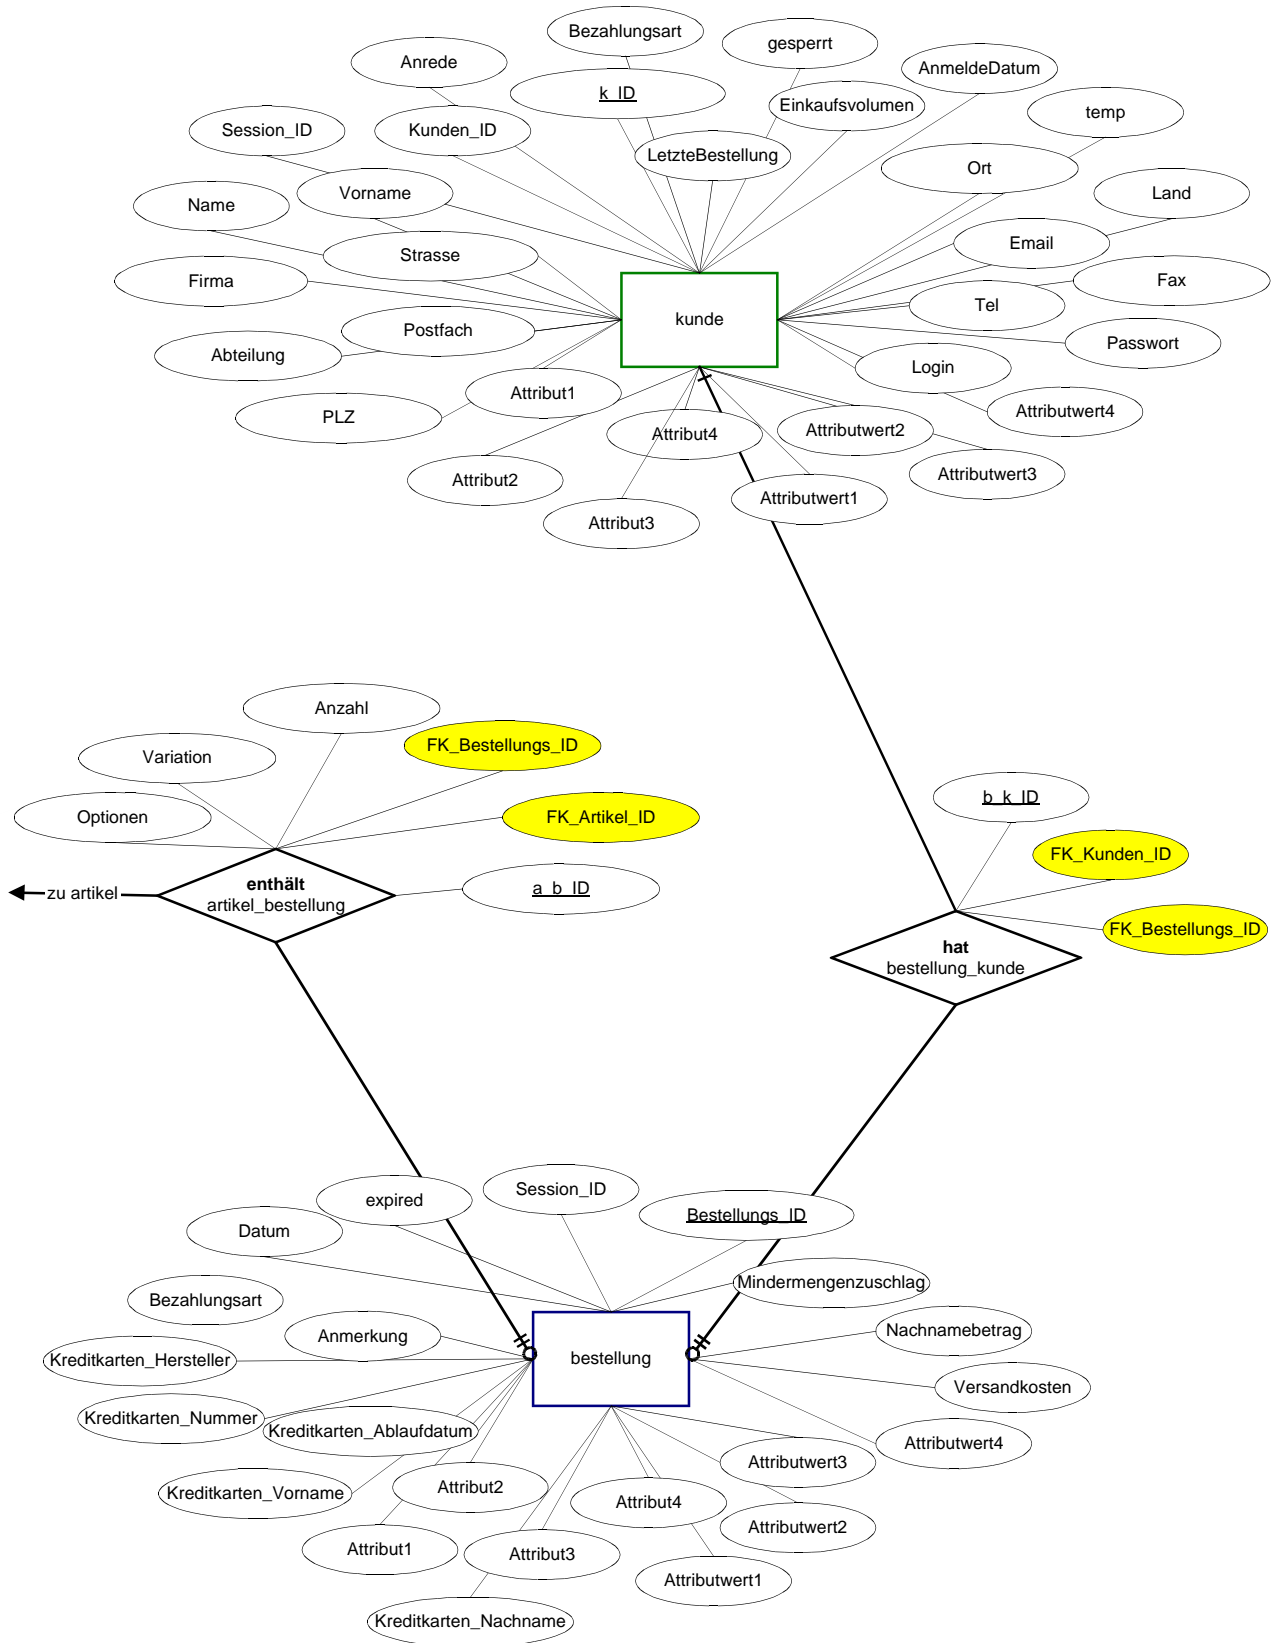 Bezahlungsart
gesperrt
Anrede
AnmeldeDatum
k_ID
Einkaufsvolumen
temp
Session_ID
Kunden_ID
LetzteBestellung
Ort
Name
Vorname
Land
Strasse
Email
Firma
Fax
Tel
kunde
Postfach
Passwort
Abteilung
Login
Attribut1
Attributwert4
PLZ
Attribut4
Attributwert2
Attribut2
Attributwert3
Attributwert1
Attribut3
Anzahl
FK_Bestellungs_ID
Variation
b_k_ID
Optionen
FK_Artikel_ID
FK_Kunden_ID
enthält
artikel_bestellung
zu artikel
a_b_ID
FK_Bestellungs_ID
hat
bestellung_kunde
Session_ID
expired
Bestellungs_ID
Datum
Mindermengenzuschlag
Bezahlungsart
Anmerkung
Nachnamebetrag
bestellung
Kreditkarten_Hersteller
Versandkosten
Kreditkarten_Nummer
Kreditkarten_Ablaufdatum
Attributwert4
Attributwert3
Attribut2
Kreditkarten_Vorname
Attribut4
Attributwert2
Attribut1
Attribut3
Attributwert1
Kreditkarten_Nachname